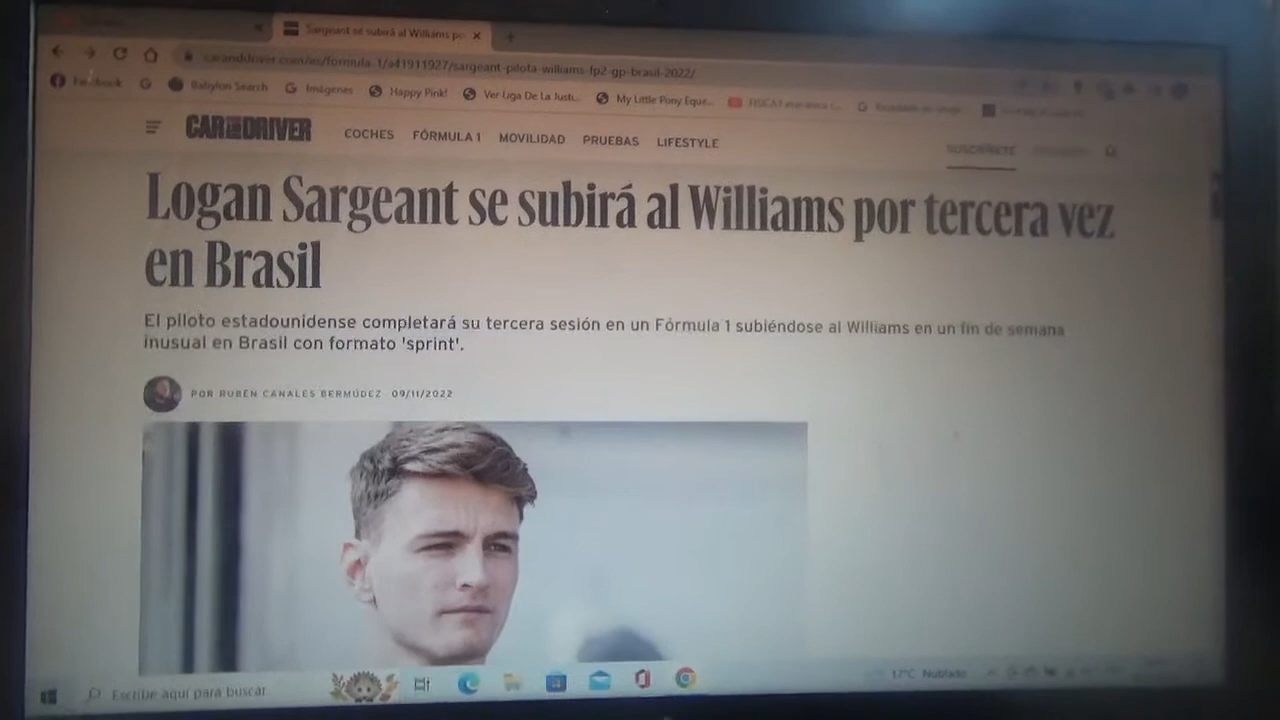 Sargeant se subirá al Williams po
caranddriver.com/es/formula-1/a41911927/sargeant-pilota-williams-fp2-gp-brasil-2022/
Facebook Babylon Search Imágenes Happy Pink! Ver Liga De La Justi... My Little Pony Eque...
CAR AND DRIVER COCHES FÓRMULA 1 MOVILIDAD PRUEBAS LIFESTYLE SUSCRÍBETE
Logan Sargeant se subirá al Williams por tercera vez
en Brasil
El piloto estadounidense completará su tercera sesión en un Fórmula 1 subiéndose al Williams en un fin de semana
inusual en Brasil con formato 'sprint'.
POR RUBÉN CANALES BERMÚDEZ 09/11/2022
Escribe aquí para buscar 17°C Nublado